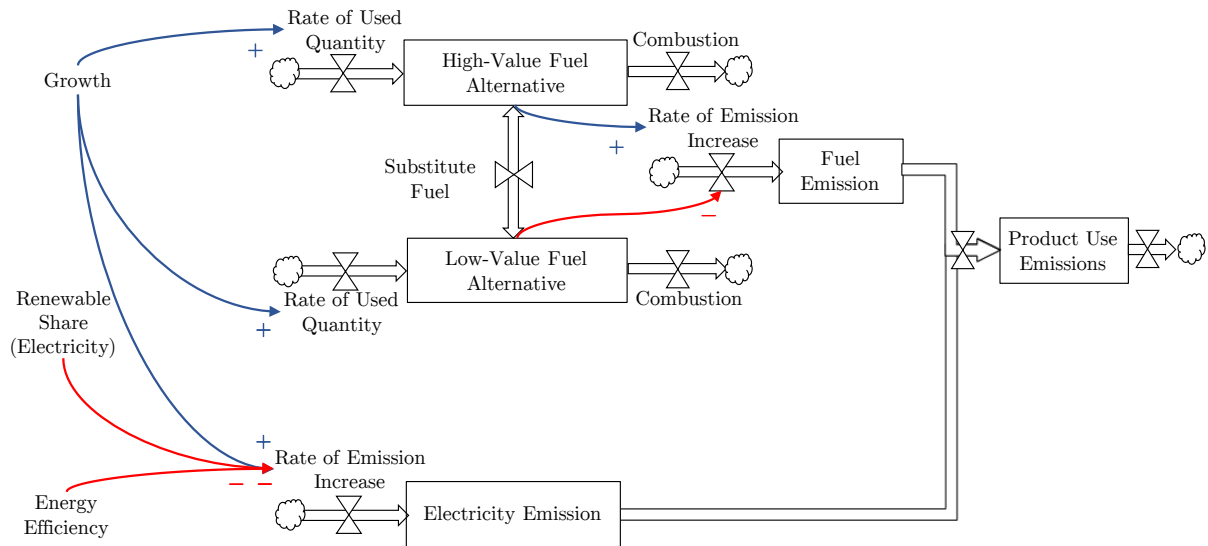 Rate of Used
Quantity
+
High-Value Fuel
Alternative
Combustion
Growth
Rate of Emission
Increase
+
Substitute
Fuel
Fuel
Emission
−
Product Use
Emissions
Low-Value Fuel
Alternative
Combustion
Rate of Used
Quantity
+
Renewable
Share
(Electricity)
+
Rate of Emission
Increase
− −
Energy
Efficiency
Electricity Emission